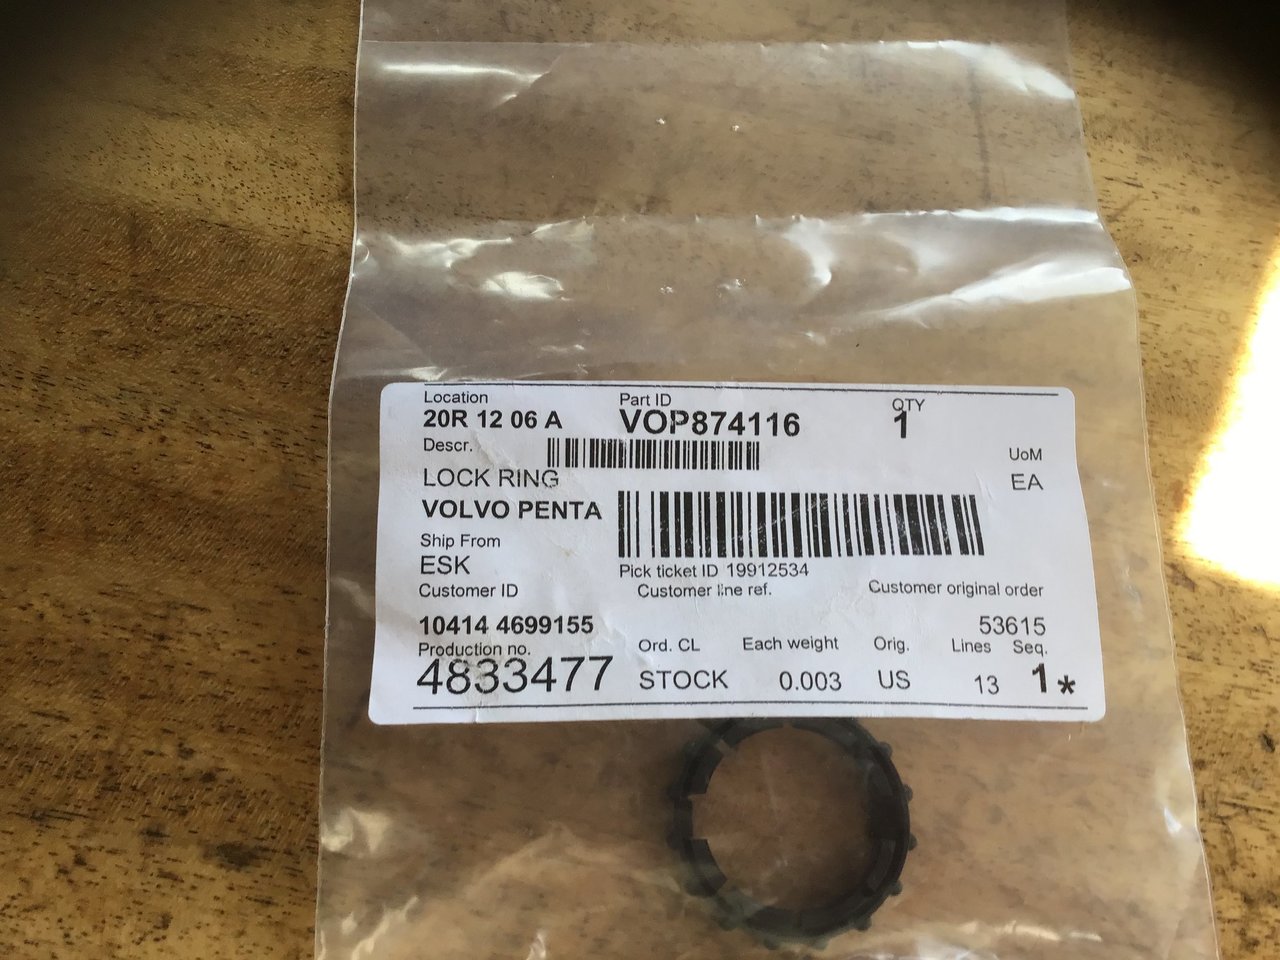 Location Part ID QTY
20R 12 06 A VOP874116 1
Descr.
UoM
LOCK RING EA
VOLVO PENTA
Ship From
ESK Pick ticket ID 19912534
Customer ID Customer line ref. Customer original order
10414 4699155 53615
Production no. Ord. CL Each weight Orig. Lines Seq.
4833477 STOCK 0.003 US 13 1*